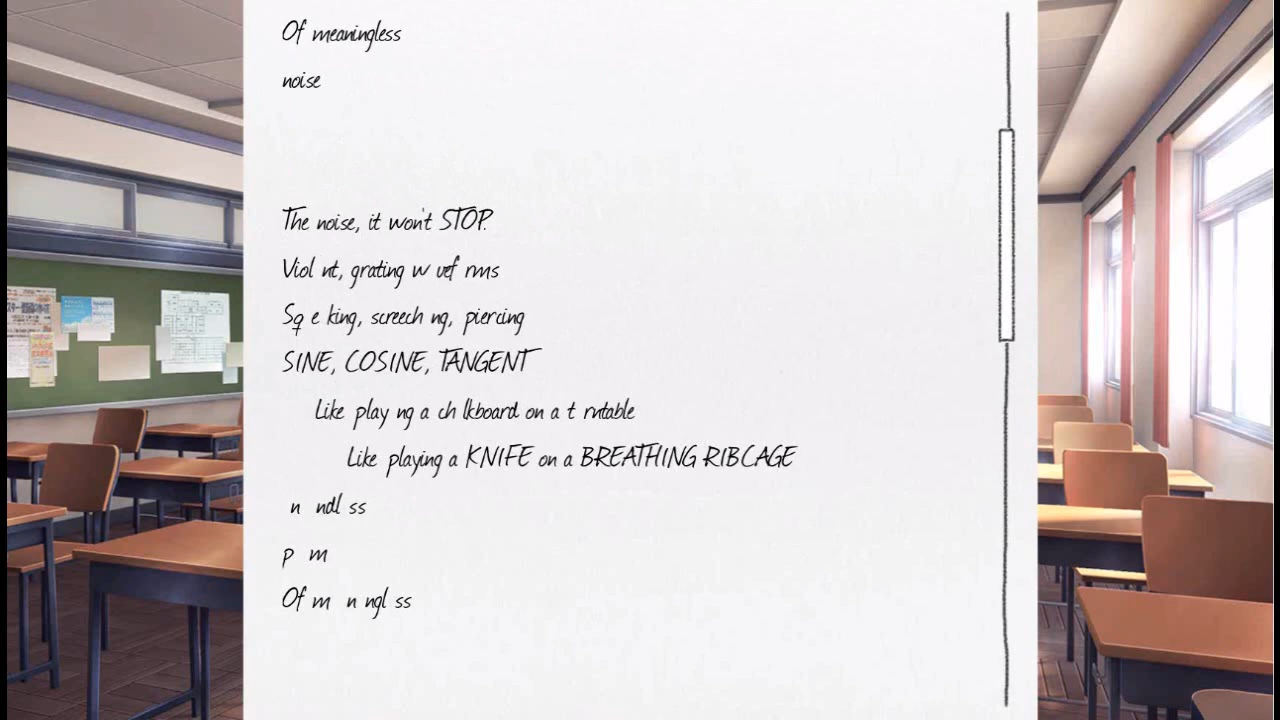 Of meaningless
noise
The noise, it won't STOP.
Viol nt, grating w vef rms
Sq e king, screech ng, piercing
SINE, COSINE, TANGENT
Like play ng a ch lkboard on a t rntable
Like playing a KNIFE on a BREATHING RIBCAGE
n ndl ss
p m
Of m n ngl ss